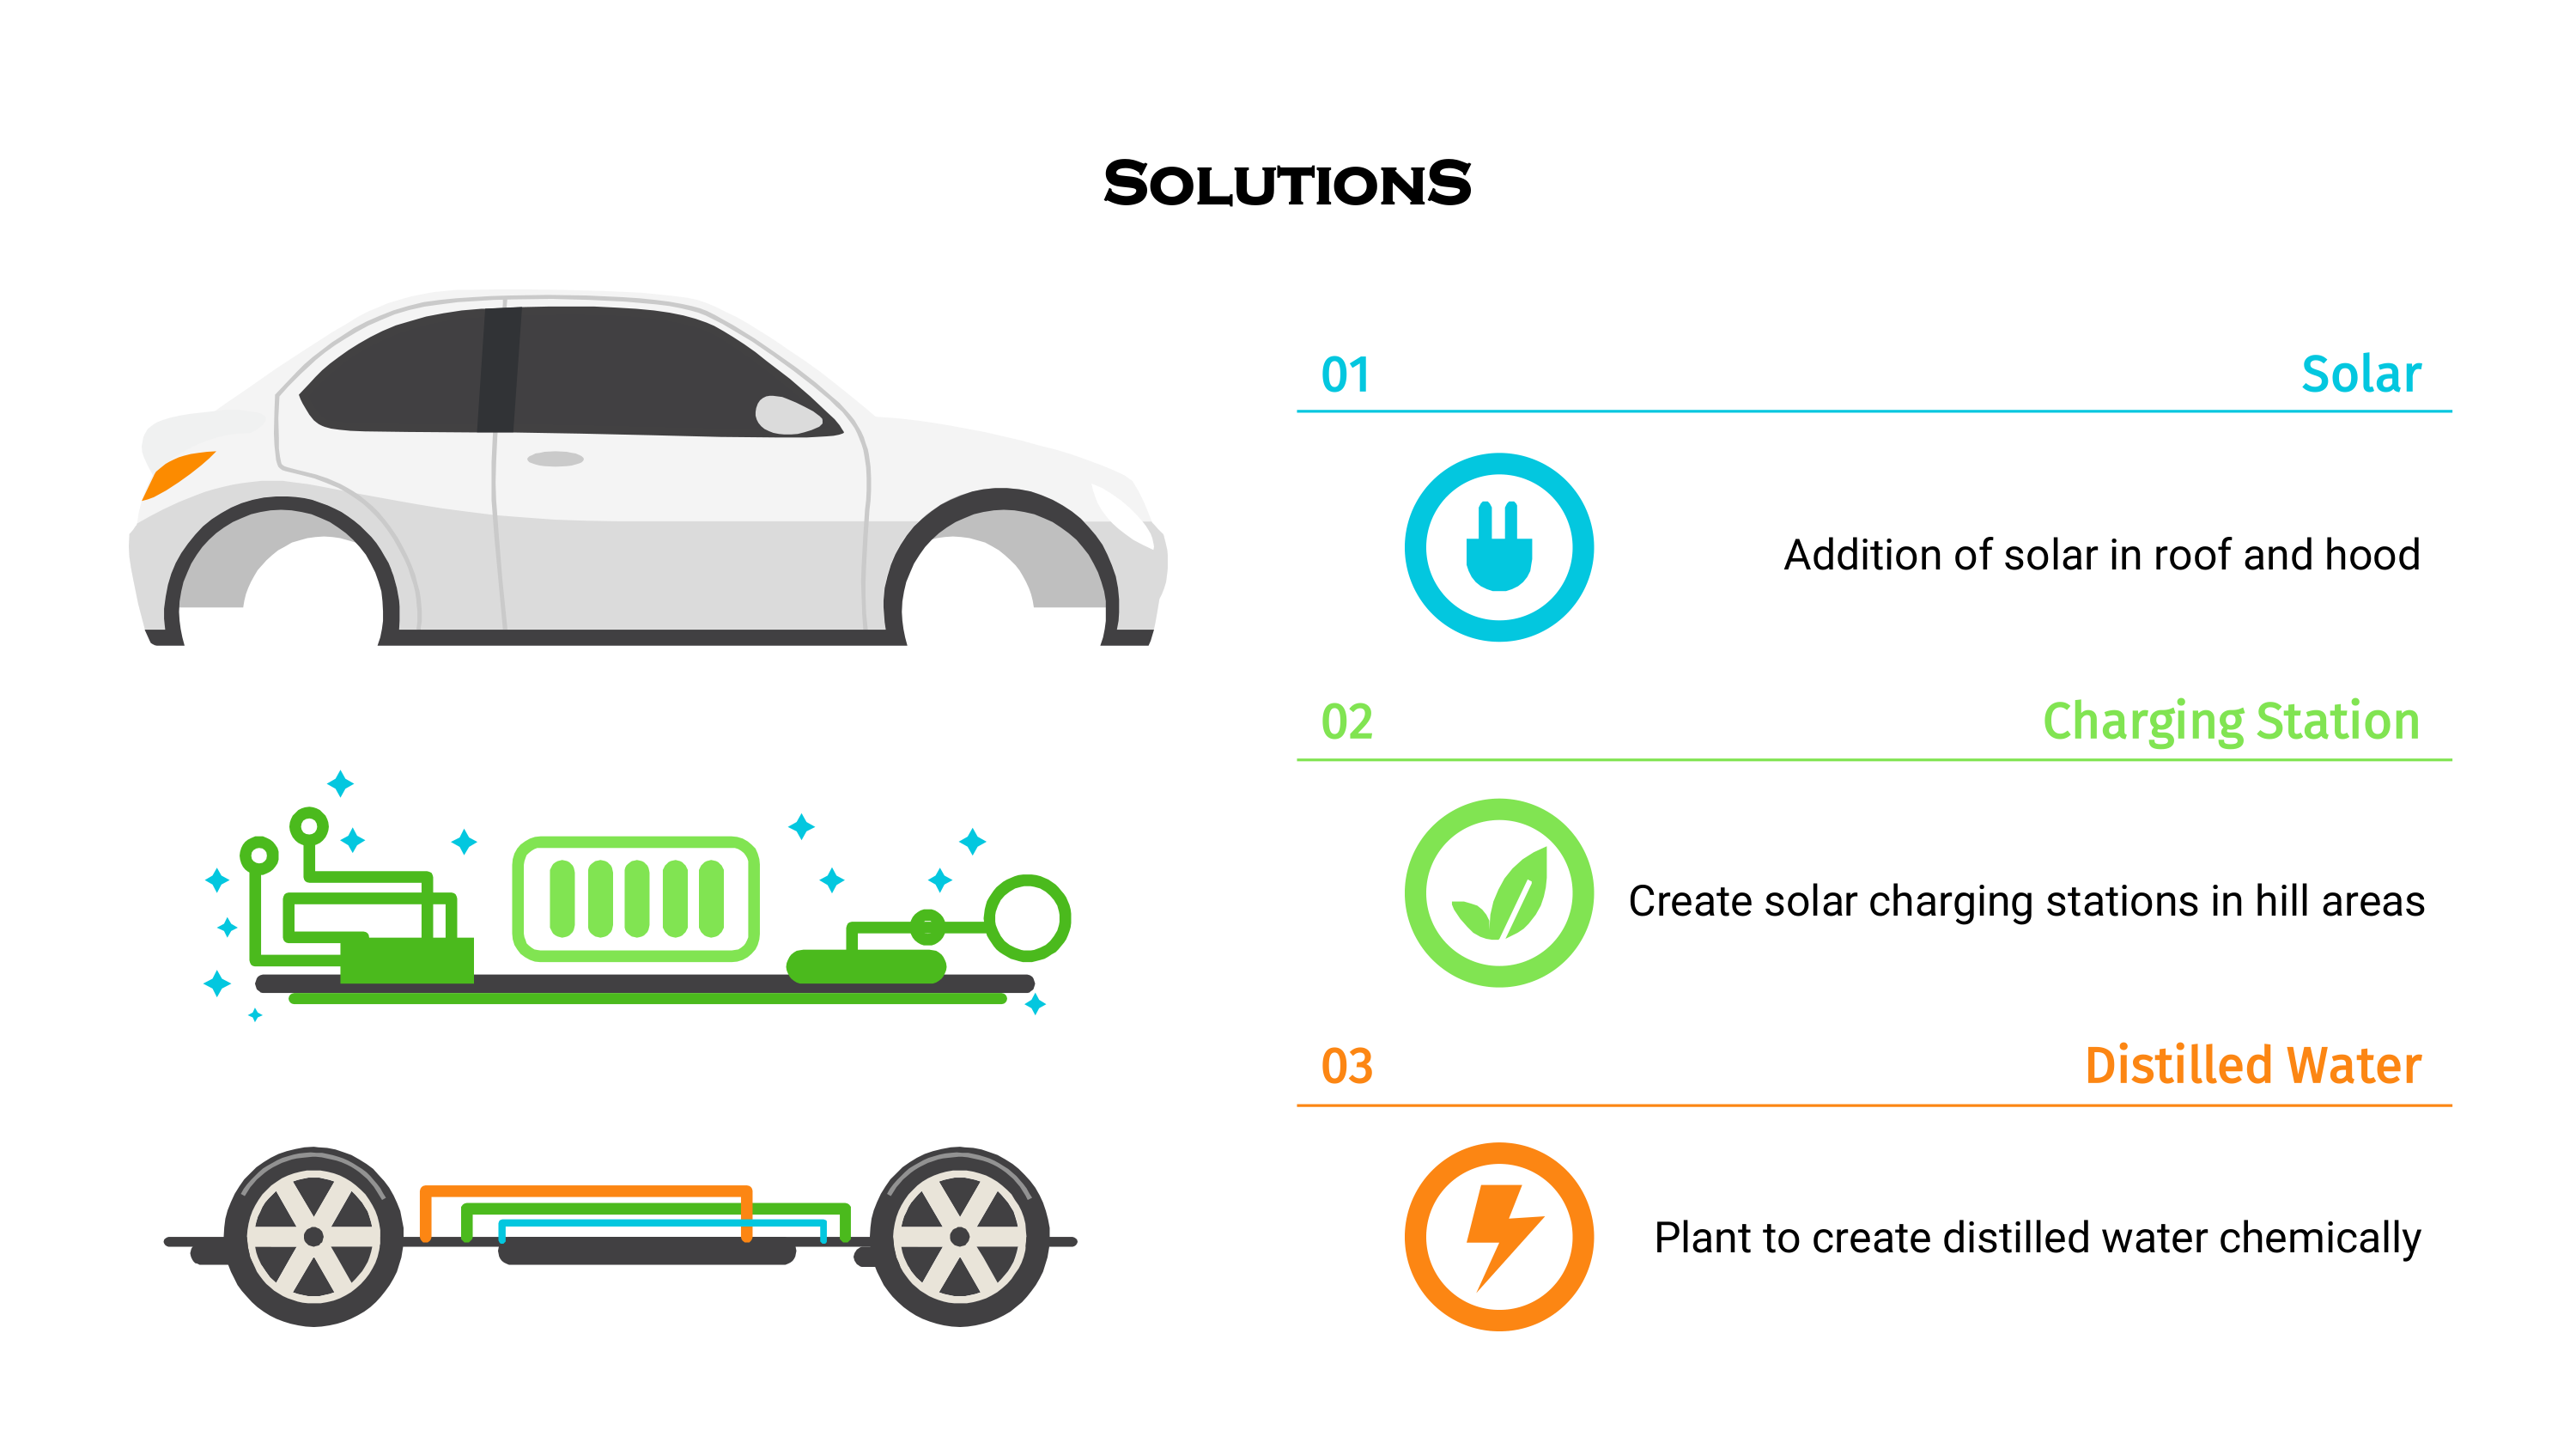 SOLUTIONS
01 Solar
Addition of solar in roof and hood
02 Charging Station
Create solar charging stations in hill areas
03 Distilled Water
Plant to create distilled water chemically